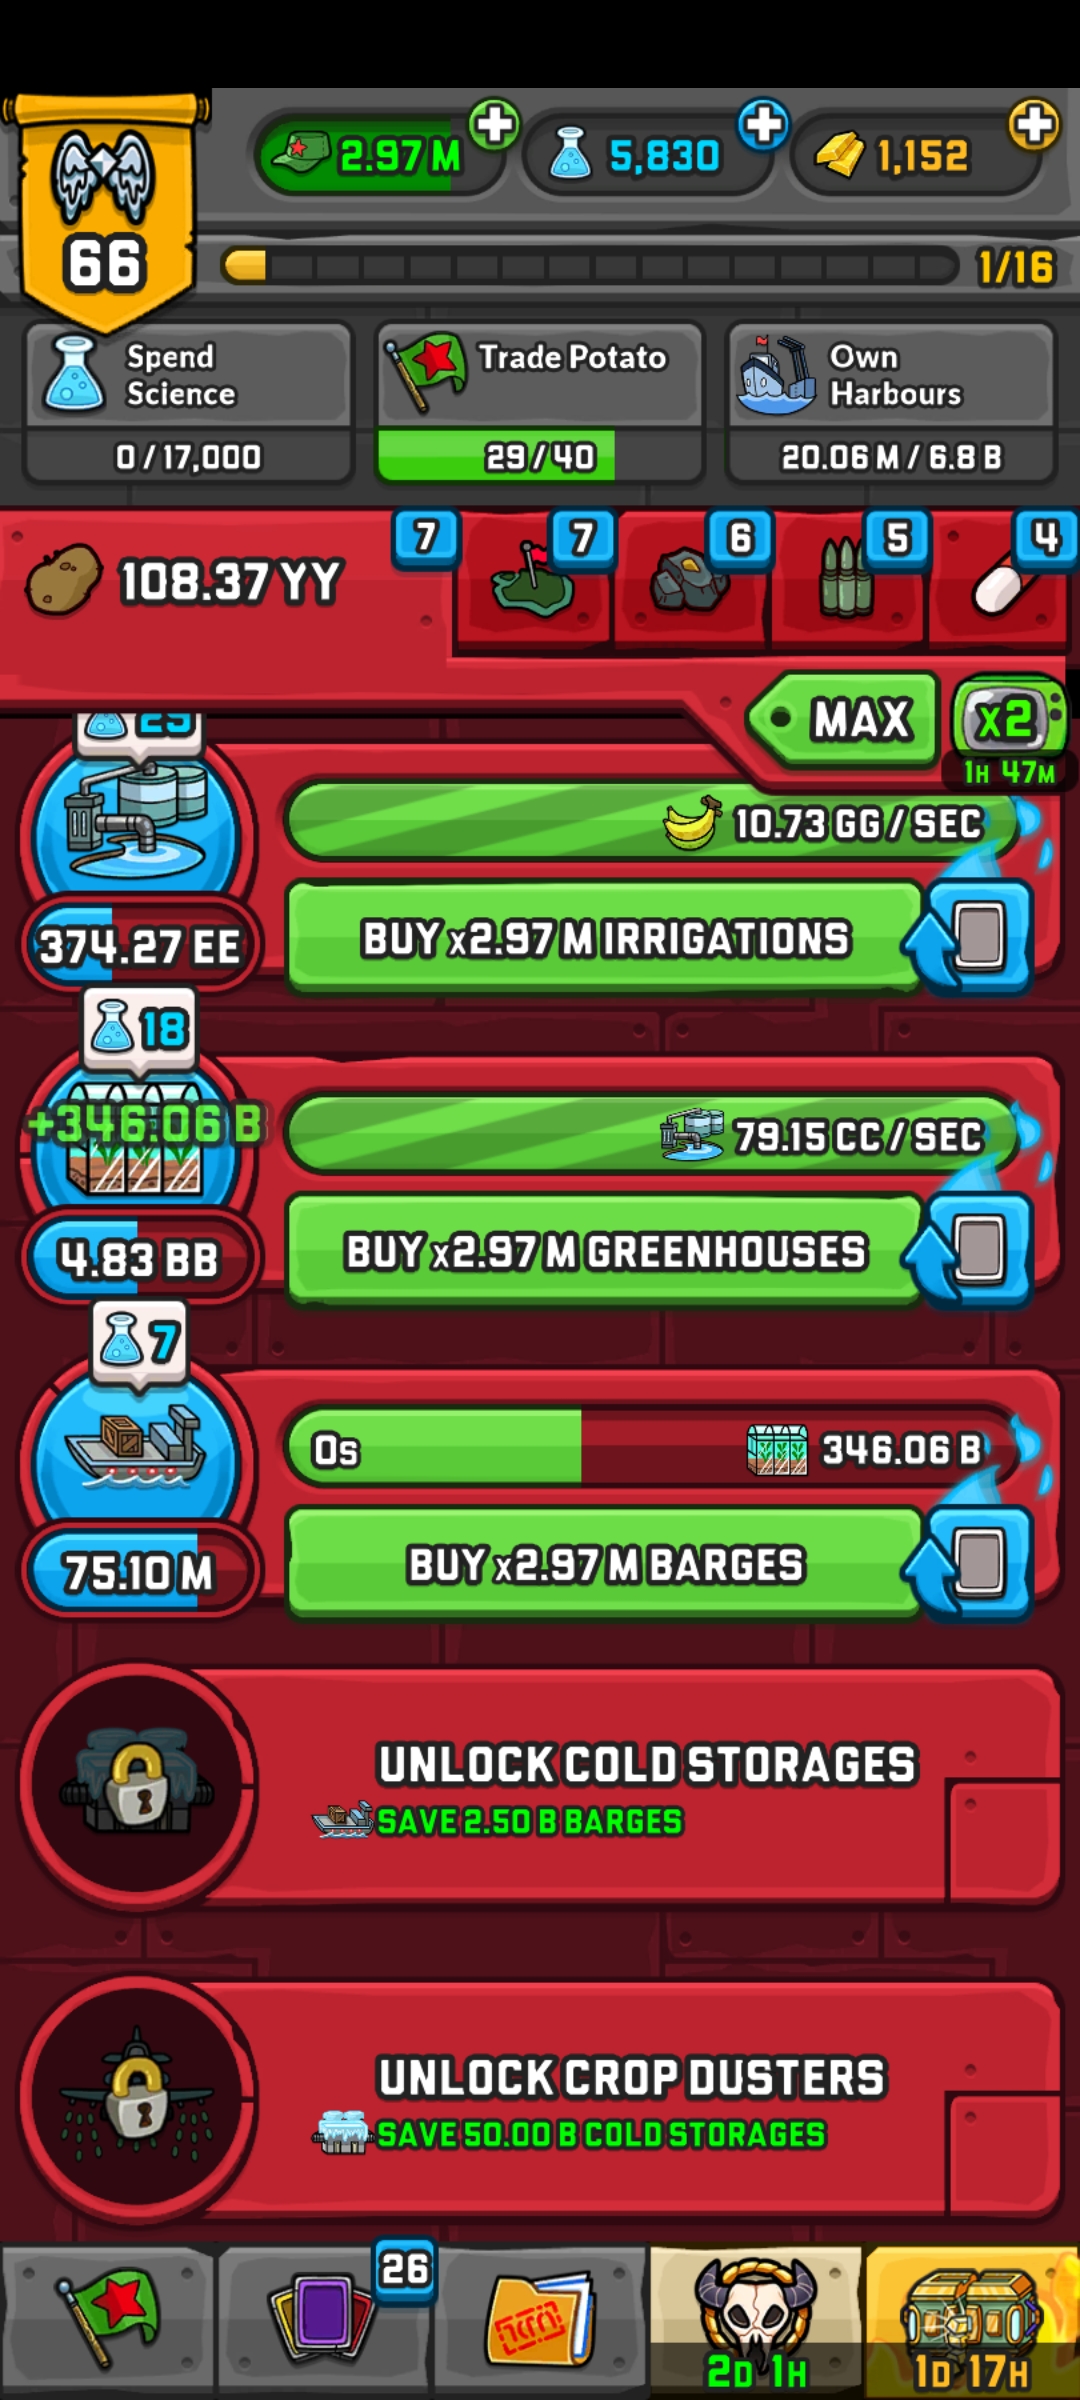 2.97 M
5,830
1,152
66
1/16
Spend
Science
0 / 17,000
Trade Potato
29 / 40
Own
Harbours
20.06 M / 6.8 B
108.37 YY
7
7
6
5
4
MAX
x2
1H 47M
10.73 GG / SEC
374.27 EE
BUY x2.97 M IRRIGATIONS
18
+346.06 B
79.15 CC / SEC
4.83 BB
BUY x2.97 M GREENHOUSES
7
0s
346.06 B
75.10 M
BUY x2.97 M BARGES
UNLOCK COLD STORAGES
SAVE 2.50 B BARGES
UNLOCK CROP DUSTERS
SAVE 50.00 B COLD STORAGES
26
2D 1H
1D 17H